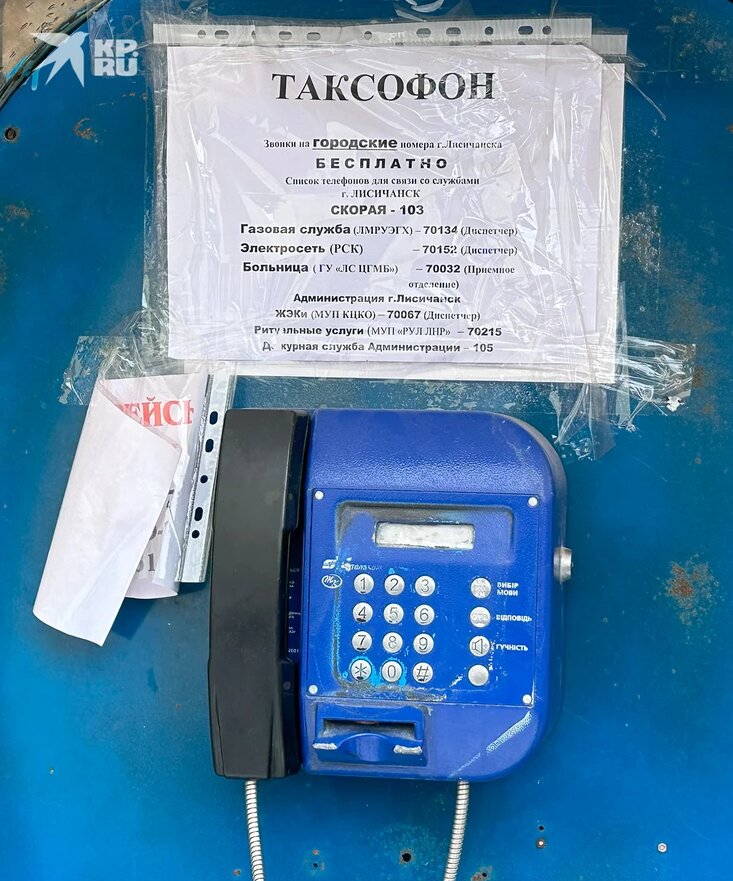 KP.RU
ТАКСОФОН
Звонки на городские номера г.Лисичанска
БЕСПЛАТНО
Список телефонов для связи со службами
г. ЛИСИЧАНСК
СКОРАЯ - 103
Газовая служба (ЛМРУЭГХ) – 70134 (Диспетчер)
Электросеть (РСК) – 70152 (Диспетчер)
Больница ( ГУ «ЛС ЦГМБ») – 70032 (Приемное
отделение)
Администрация г.Лисичанск
ЖЭКи (МУП КЦКО) – 70067 (Диспетчер)
Ритуальные услуги (МУП «РУЛ ЛНР» – 70215
Дежурная служба Администрации – 105
1 2 3
ВИБІР
МОВИ
4 5 6
ВІДПОВІДЬ
7 8 9
ГУЧНІСТЬ
* 0 #